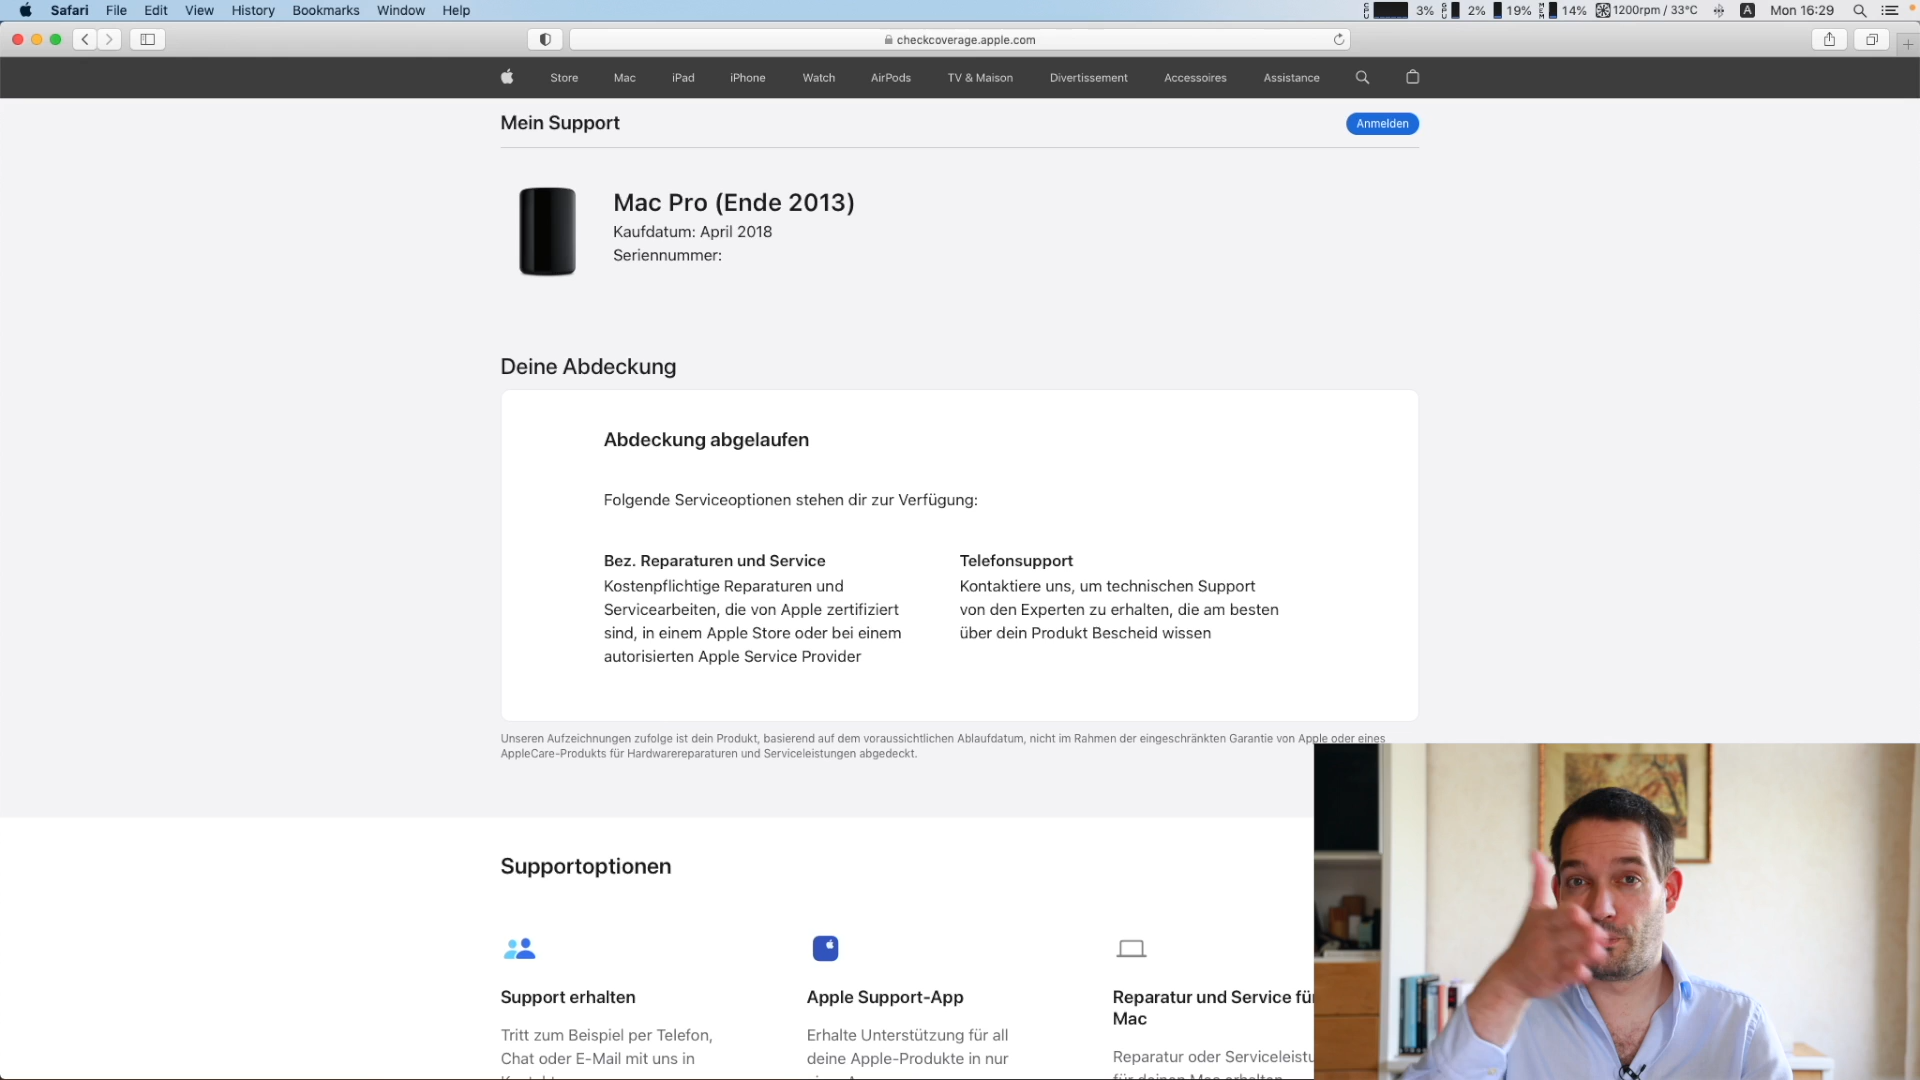 Safari File Edit View History Bookmarks Window Help
3% 2% 19% 14% 1200rpm / 33°C A Mon 16:29
checkcoverage.apple.com
Store Mac iPad iPhone Watch AirPods TV & Maison Divertissement Accessoires Assistance
Mein Support
Anmelden
Mac Pro (Ende 2013)
Kaufdatum: April 2018
Seriennummer:
Deine Abdeckung
Abdeckung abgelaufen
Folgende Serviceoptionen stehen dir zur Verfügung:
Bez. Reparaturen und Service
Kostenpflichtige Reparaturen und
Servicearbeiten, die von Apple zertifiziert
sind, in einem Apple Store oder bei einem
autorisierten Apple Service Provider
Telefonsupport
Kontaktiere uns, um technischen Support
von den Experten zu erhalten, die am besten
über dein Produkt Bescheid wissen
Unseren Aufzeichnungen zufolge ist dein Produkt, basierend auf dem voraussichtlichen Ablaufdatum, nicht im Rahmen der eingeschränkten Garantie von Apple oder eines
AppleCare-Produkts für Hardwarereparaturen und Serviceleistungen abgedeckt.
Supportoptionen
Support erhalten
Tritt zum Beispiel per Telefon,
Chat oder E-Mail mit uns in
Apple Support-App
Erhalte Unterstützung für all
deine Apple-Produkte in nur
Reparatur und Service für
Mac
Reparatur oder Serviceleistu
für deinen Mac erhalten